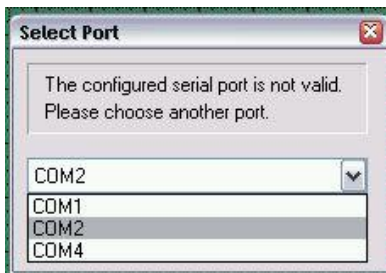 Select Port
The configured serial port is not valid.
Please choose another port.
COM2
COM1
COM2
COM4